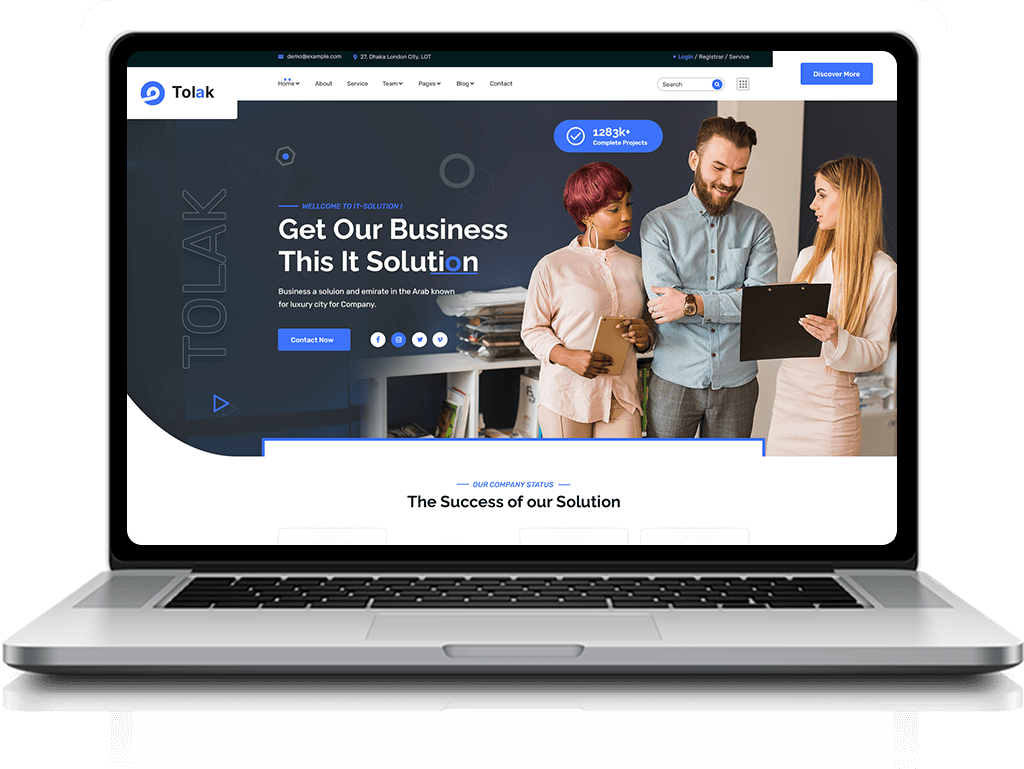 demo@example.com 27, Dhaka London City, LOT Login / Registrar / Service
Discover More
Tolak
Home About Service Team Pages Blog Contact Search
1283k+
Complete Projects
TOLAK
WELLCOME TO IT-SOLUTION !
Get Our Business
This It Solution
Business a soluion and emirate in the Arab known
for luxury city for Company.
Contact Now
OUR COMPANY STATUS
The Success of our Solution